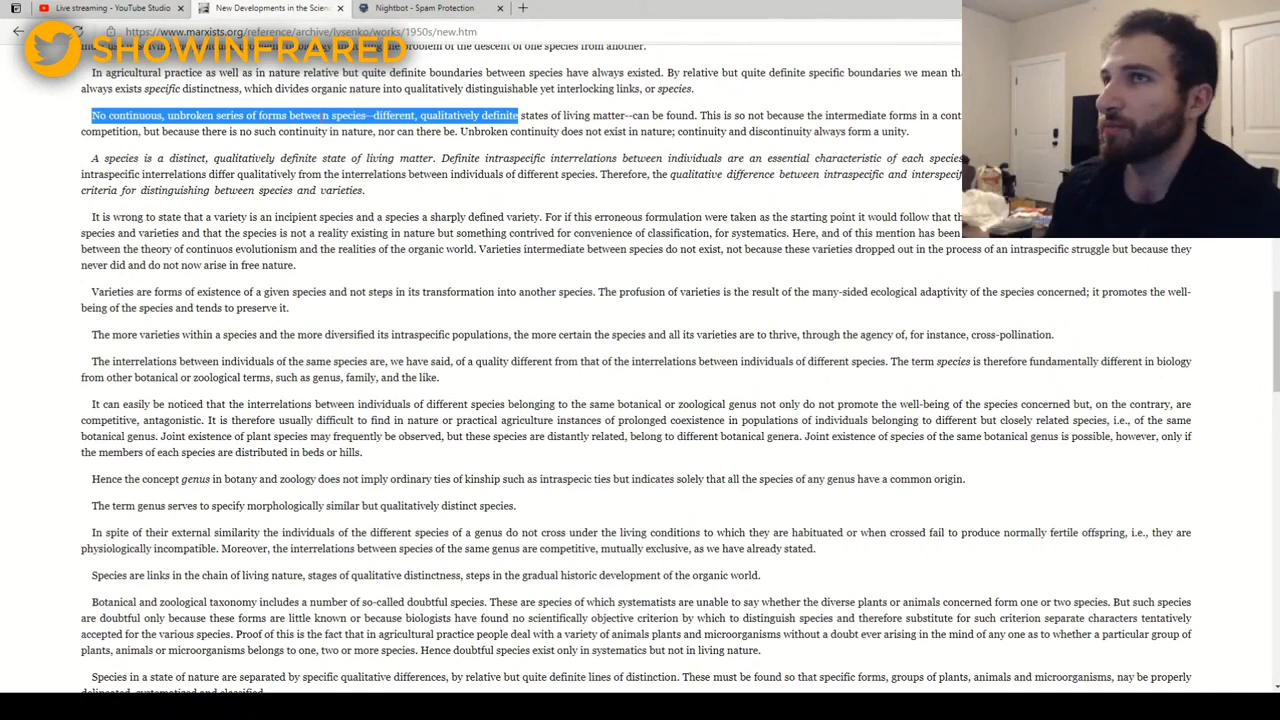 Live streaming - YouTube Studio
New Developments in the Scien
Nightbot - Spam Protection
https://www.marxists.org/reference/archive/lysenko/works/1950s/new.htm
SHOWINFRARED
problem of the descent of one species from another.
In agricultural practice as well as in nature relative but quite definite boundaries between species have always existed. By relative but quite definite specific boundaries we mean tha
always exists specific distinctness, which divides organic nature into qualitatively distinguishable yet interlocking links, or species.
No continuous, unbroken series of forms between species--different, qualitatively definite states of living matter--can be found. This is so not because the intermediate forms in a cont
competition, but because there is no such continuity in nature, nor can there be. Unbroken continuity does not exist in nature; continuity and discontinuity always form a unity.
A species is a distinct, qualitatively definite state of living matter. Definite intraspecific interrelations between individuals are an essential characteristic of each species
intraspecific interrelations differ qualitatively from the interrelations between individuals of different species. Therefore, the qualitative difference between intraspecific and interspecif
criteria for distinguishing between species and varieties.
It is wrong to state that a variety is an incipient species and a species a sharply defined variety. For if this erroneous formulation were taken as the starting point it would follow that th
species and varieties and that the species is not a reality existing in nature but something contrived for convenience of classification, for systematics. Here, and of this mention has been
between the theory of continuos evolutionism and the realities of the organic world. Varieties intermediate between species do not exist, not because these varieties dropped out in the process of an intraspecific struggle but because they
never did and do not now arise in free nature.
Varieties are forms of existence of a given species and not steps in its transformation into another species. The profusion of varieties is the result of the many-sided ecological adaptivity of the species concerned; it promotes the well-
being of the species and tends to preserve it.
The more varieties within a species and the more diversified its intraspecific populations, the more certain the species and all its varieties are to thrive, through the agency of, for instance, cross-pollination.
The interrelations between individuals of the same species are, we have said, of a quality different from that of the interrelations between individuals of different species. The term species is therefore fundamentally different in biology
from other botanical or zoological terms, such as genus, family, and the like.
It can easily be noticed that the interrelations between individuals of different species belonging to the same botanical or zoological genus not only do not promote the well-being of the species concerned but, on the contrary, are
competitive, antagonistic. It is therefore usually difficult to find in nature or practical agriculture instances of prolonged coexistence in populations of individuals belonging to different but closely related species, i.e., of the same
botanical genus. Joint existence of plant species may frequently be observed, but these species are distantly related, belong to different botanical genera. Joint existence of species of the same botanical genus is possible, however, only if
the members of each species are distributed in beds or hills.
Hence the concept genus in botany and zoology does not imply ordinary ties of kinship such as intraspecic ties but indicates solely that all the species of any genus have a common origin.
The term genus serves to specify morphologically similar but qualitatively distinct species.
In spite of their external similarity the individuals of the different species of a genus do not cross under the living conditions to which they are habituated or when crossed fail to produce normally fertile offspring, i.e., they are
physiologically incompatible. Moreover, the interrelations between species of the same genus are competitive, mutually exclusive, as we have already stated.
Species are links in the chain of living nature, stages of qualitative distinctness, steps in the gradual historic development of the organic world.
Botanical and zoological taxonomy includes a number of so-called doubtful species. These are species of which systematists are unable to say whether the diverse plants or animals concerned form one or two species. But such species
are doubtful only because these forms are little known or because biologists have found no scientifically objective criterion by which to distinguish species and therefore substitute for such criterion separate characters tentatively
accepted for the various species. Proof of this is the fact that in agricultural practice people deal with a variety of animals plants and microorganisms without a doubt ever arising in the mind of any one as to whether a particular group of
plants, animals or microorganisms belongs to one, two or more species. Hence doubtful species exist only in systematics but not in living nature.
Species in a state of nature are separated by specific qualitative differences, by relative but quite definite lines of distinction. These must be found so that specific forms, groups of plants, animals and microorganisms, nay be properly
delineated, systematized and classified.